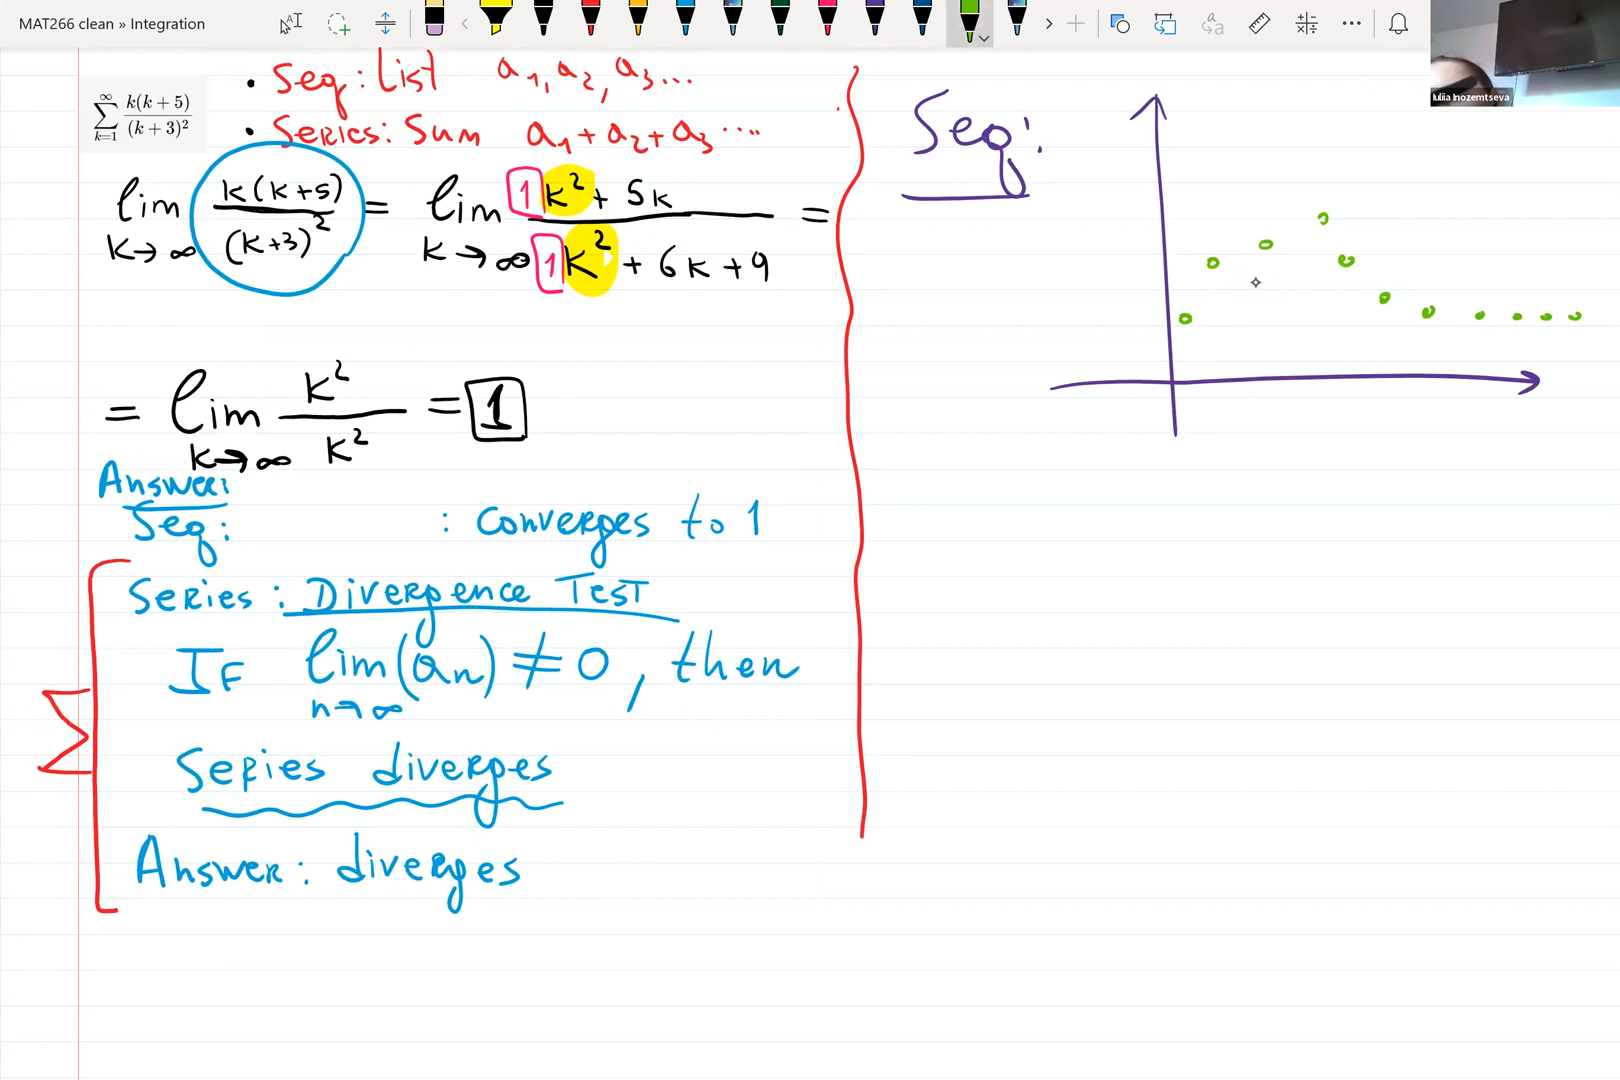 MAT266 clean » Integration
Iuliia Inozemtseva
• Seq: List a₁, a₂, a₃...
• Series: Sum a₁ + a₂ + a₃ ....
∑_{k=1}^{∞} k(k + 5) / (k + 3)²
lim_{k→∞} k(k+5) / (k+3)² = lim_{k→∞} 1k² + 5k / 1k² + 6k + 9 =
= lim_{k→∞} k² / k² = 1
Answer:
Seq: : converges to 1
Series: Divergence Test
IF lim_{n→∞} (aₙ) ≠ 0, then
Series diverges
Answer: diverges
Seq: